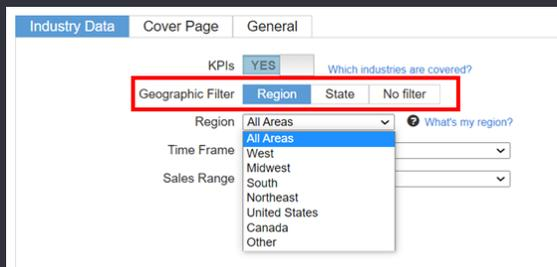 Industry Data Cover Page General
KPIs YES Which industries are covered?
Geographic Filter Region State No filter
Region All Areas What's my region?
All Areas
Time Frame West
Midwest
Sales Range South
Northeast
United States
Canada
Other